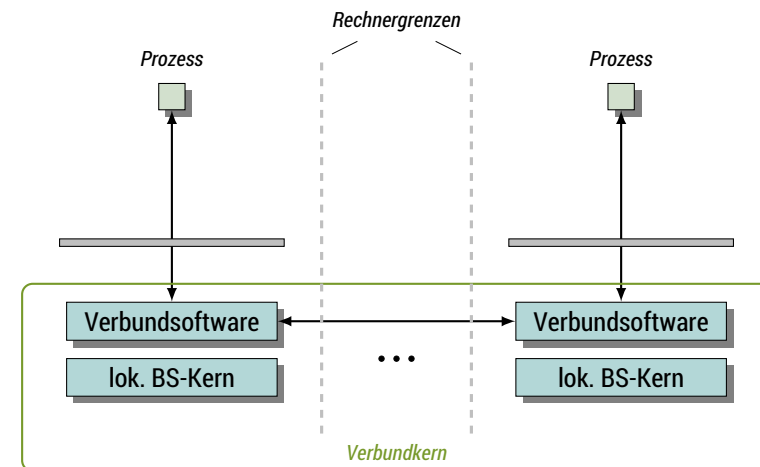 Rechnergrenzen
Prozess
Prozess
Verbundsoftware
Verbundsoftware
...
lok. BS-Kern
lok. BS-Kern
Verbundkern